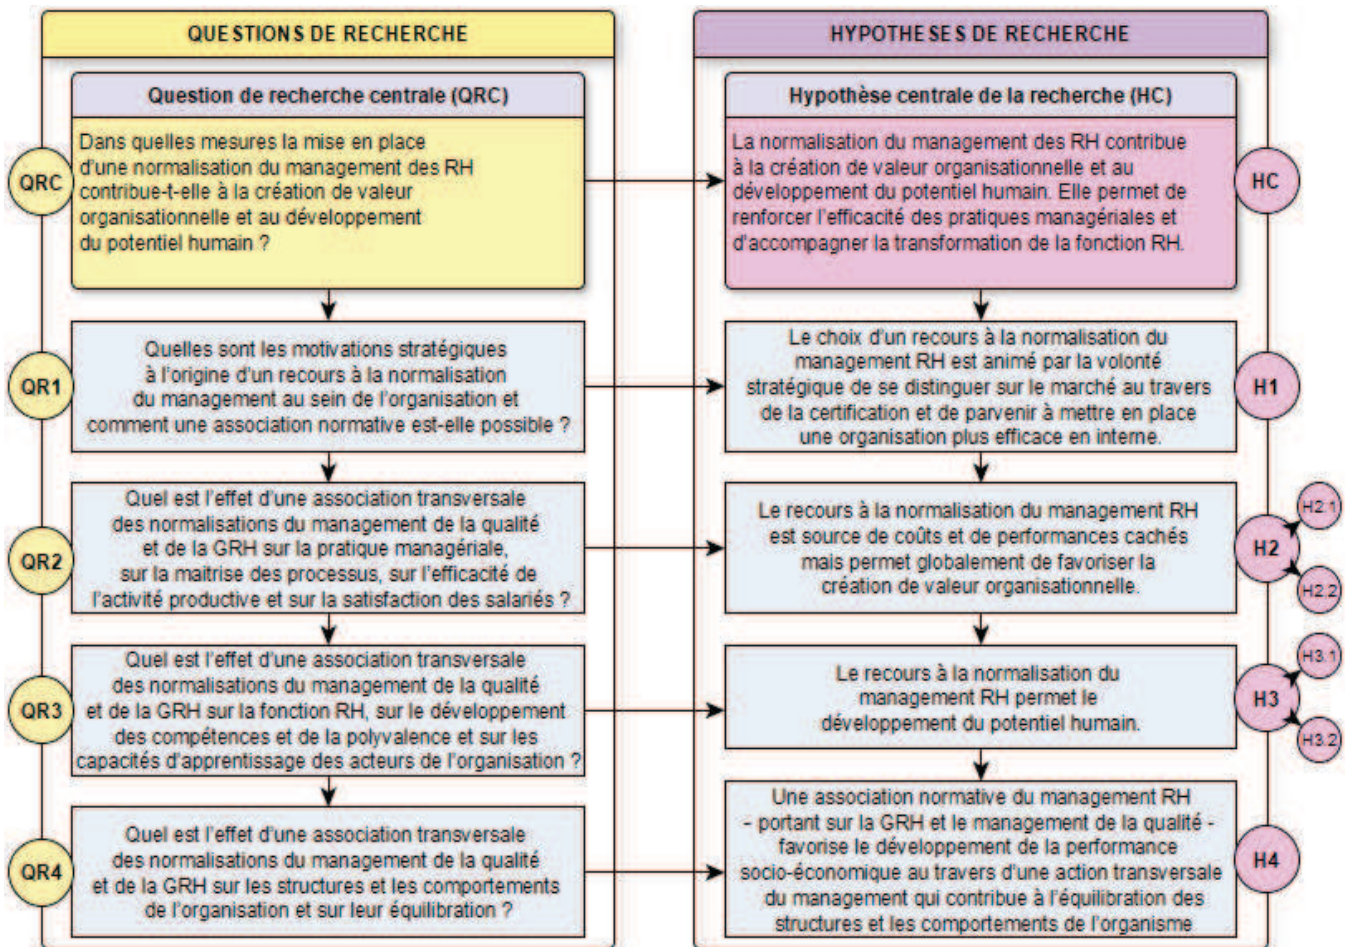 QUESTIONS DE RECHERCHE
HYPOTHESES DE RECHERCHE
Question de recherche centrale (QRC)
Hypothèse centrale de la recherche (HC)
QRC
Dans quelles mesures la mise en place
d'une normalisation du management des RH
contribue-t-elle à la création de valeur
organisationnelle et au développement
du potentiel humain ?
La normalisation du management des RH contribue
à la création de valeur organisationnelle et au
développement du potentiel humain. Elle permet de
renforcer l'efficacité des pratiques managériales et
d'accompagner la transformation de la fonction RH.
HC
QR1
Quelles sont les motivations stratégiques
à l'origine d'un recours à la normalisation
du management au sein de l'organisation et
comment une association normative est-elle possible ?
Le choix d'un recours à la normalisation du
management RH est animé par la volonté
stratégique de se distinguer sur le marché au travers
de la certification et de parvenir à mettre en place
une organisation plus efficace en interne.
H1
QR2
Quel est l'effet d'une association transversale
des normalisations du management de la qualité
et de la GRH sur la pratique managériale,
sur la maitrise des processus, sur l'efficacité de
l'activité productive et sur la satisfaction des salariés ?
Le recours à la normalisation du management RH
est source de coûts et de performances cachés
mais permet globalement de favoriser la
création de valeur organisationnelle.
H2
H2.1
H2.2
QR3
Quel est l'effet d'une association transversale
des normalisations du management de la qualité
et de la GRH sur la fonction RH, sur le développement
des compétences et de la polyvalence et sur les
capacités d'apprentissage des acteurs de l'organisation ?
Le recours à la normalisation du
management RH permet le
développement du potentiel humain.
H3
H3.1
H3.2
QR4
Quel est l'effet d'une association transversale
des normalisations du management de la qualité
et de la GRH sur les structures et les comportements
de l'organisation et sur leur équilibration ?
Une association normative du management RH
- portant sur la GRH et le management de la qualité -
favorise le développement de la performance
socio-économique au travers d'une action transversale
du management qui contribue à l'équilibration des
structures et les comportements de l'organisme
H4